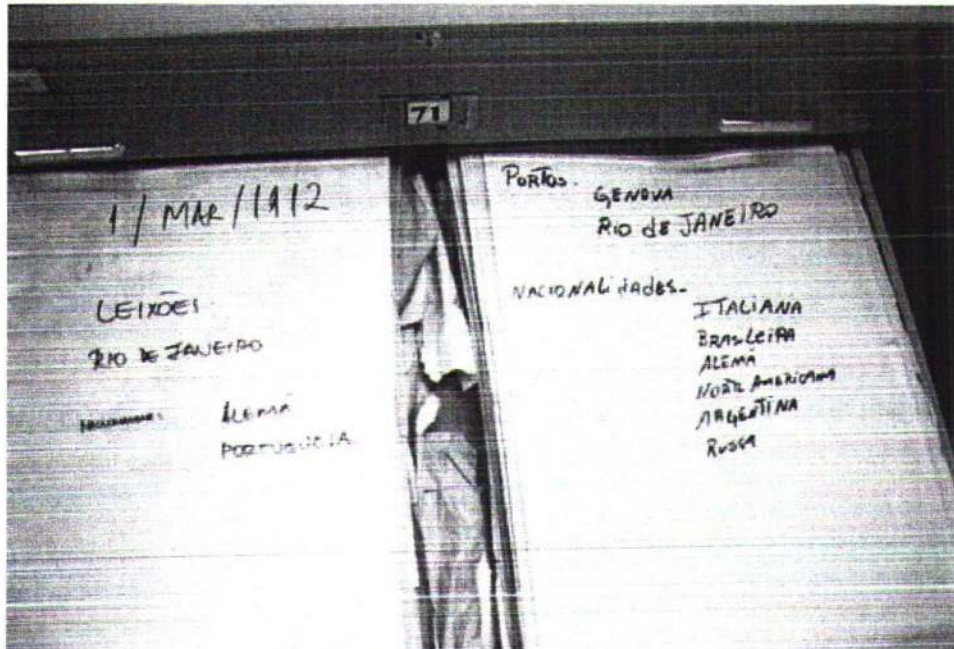 71
1/MAR/1912
LEIXÕES
RIO DE JANEIRO
ALEMÃ
PORTUGUESA
PORTOS.
GENOVA
RIO de JANEIRO
NACIONALidAdES.
ITALIANA
BRASILEIRA
ALEMÃ
NORTE AMERICANA
ARGENTINA
RUSSA